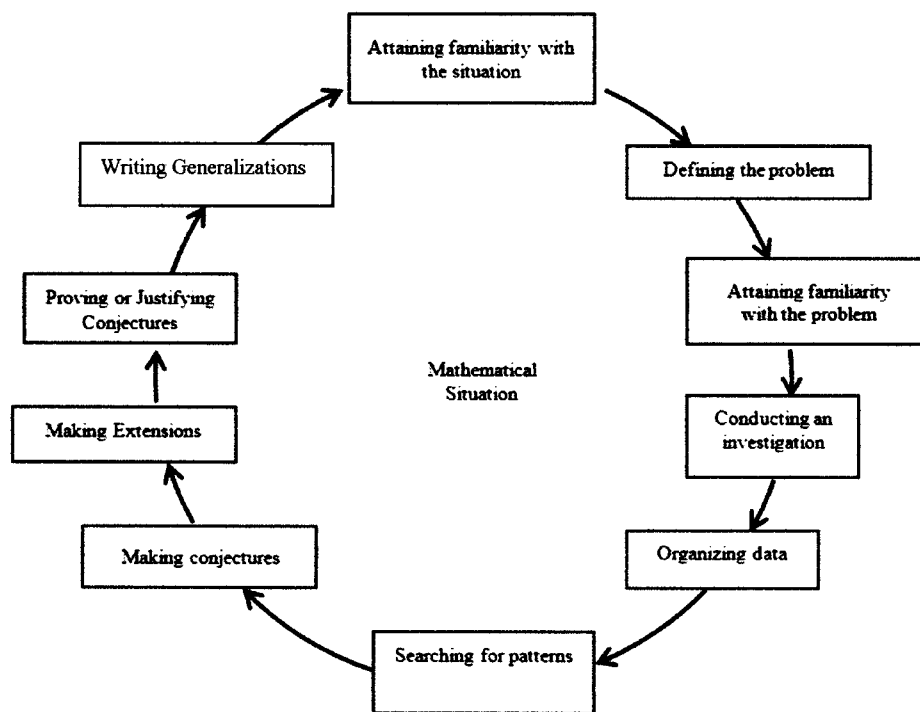 Attaining familiarity with
the situation
Defining the problem
Attaining familiarity
with the problem
Conducting an
investigation
Organizing data
Searching for patterns
Making conjectures
Making Extensions
Proving or Justifying
Conjectures
Writing Generalizations
Mathematical
Situation